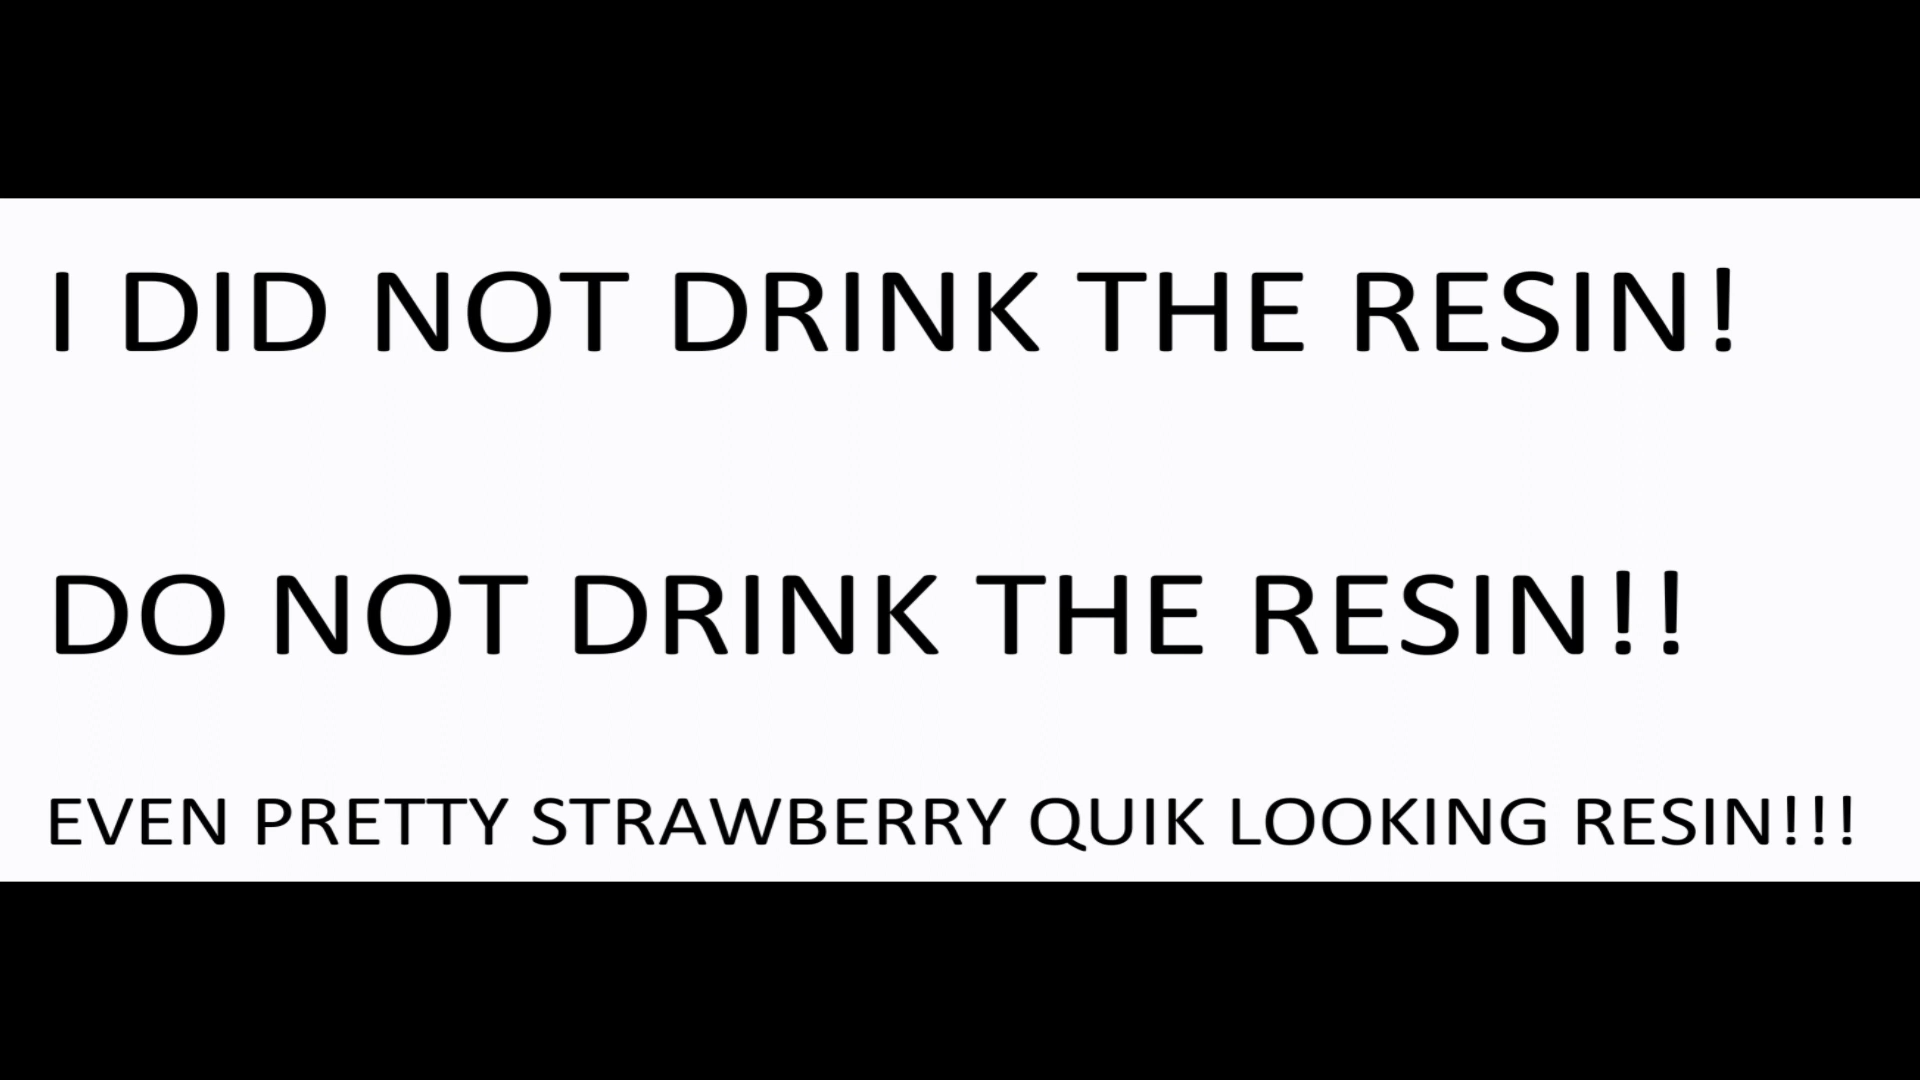 I DID NOT DRINK THE RESIN!
DO NOT DRINK THE RESIN!!
EVEN PRETTY STRAWBERRY QUIK LOOKING RESIN!!!